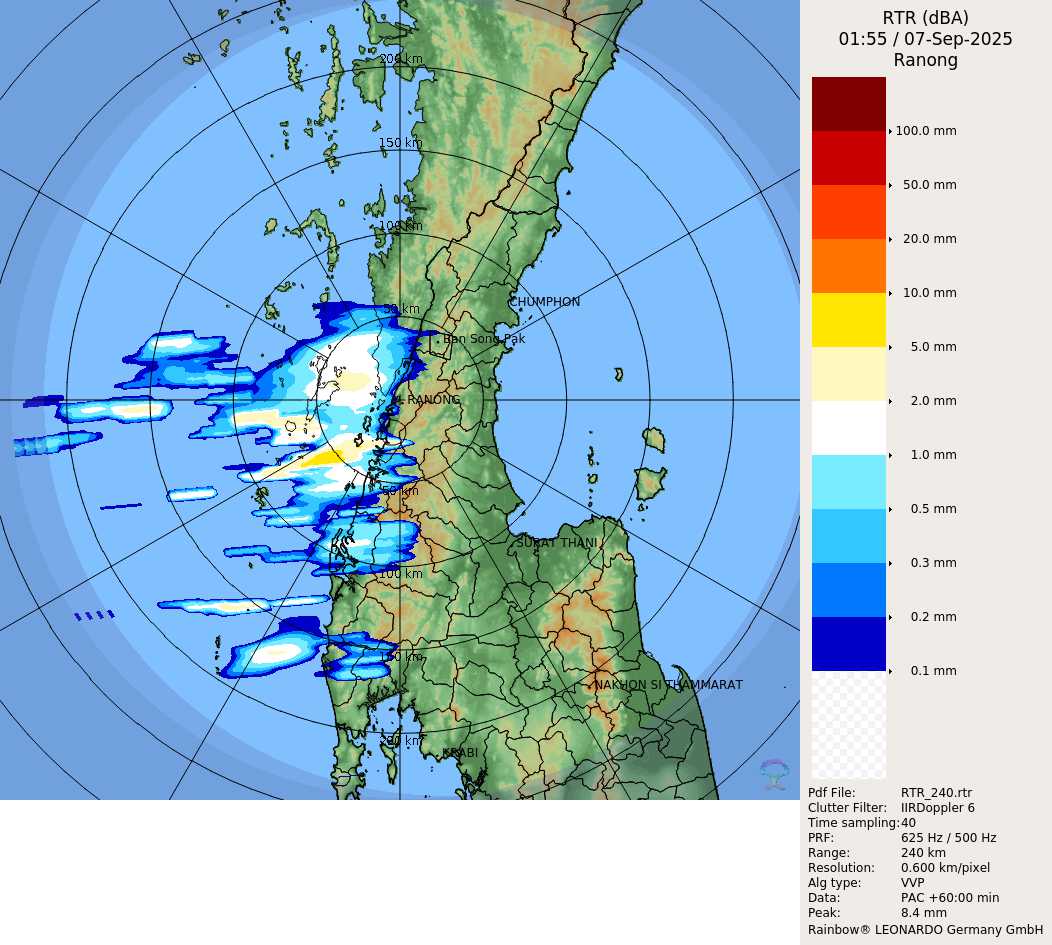 RTR (dBA)
01:55 / 07-Sep-2025
Ranong
200 km
150 km
100 km
50 km
CHUMPHON
Ban Song Pak
RANONG
50 km
SURAT THANI
100 km
150 km
NAKHON SI THAMMARAT
200 km
KRABI
100.0 mm
50.0 mm
20.0 mm
10.0 mm
5.0 mm
2.0 mm
1.0 mm
0.5 mm
0.3 mm
0.2 mm
0.1 mm
Pdf File: RTR_240.rtr
Clutter Filter: IIRDoppler 6
Time sampling: 40
PRF: 625 Hz / 500 Hz
Range: 240 km
Resolution: 0.600 km/pixel
Alg type: VVP
Data: PAC +60:00 min
Peak: 8.4 mm
Rainbow® LEONARDO Germany GmbH